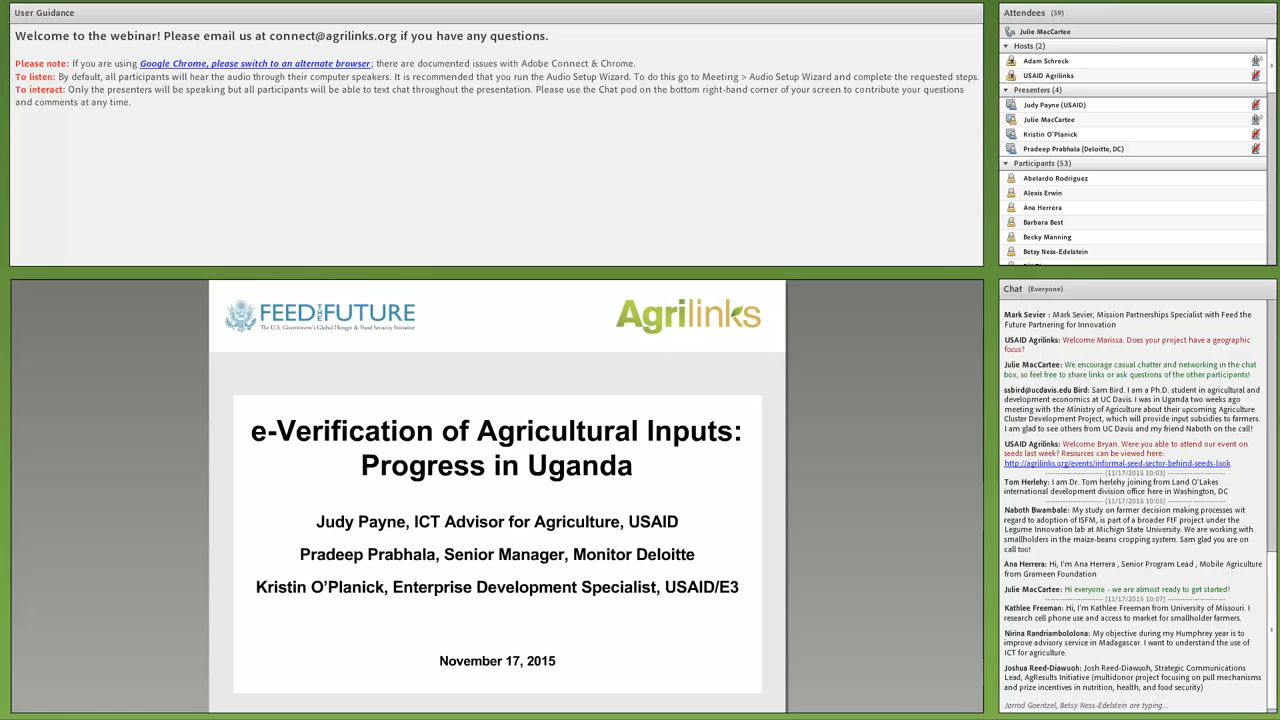 User Guidance
Welcome to the webinar! Please email us at connect@agrilinks.org if you have any questions.
Please note: If you are using Google Chrome, please switch to an alternate browser; there are documented issues with Adobe Connect & Chrome.
To listen: By default, all participants will hear the audio through their computer speakers. It is recommended that you run the Audio Setup Wizard. To do this go to Meeting > Audio Setup Wizard and complete the requested steps.
To interact: Only the presenters will be speaking but all participants will be able to text chat throughout the presentation. Please use the Chat pod on the bottom right-hand corner of your screen to contribute your questions
and comments at any time.
FEED THE FUTURE
The U.S. Government's Global Hunger & Food Security Initiative
Agrilinks
e-Verification of Agricultural Inputs:
Progress in Uganda
Judy Payne, ICT Advisor for Agriculture, USAID
Pradeep Prabhala, Senior Manager, Monitor Deloitte
Kristin O'Planick, Enterprise Development Specialist, USAID/E3
November 17, 2015
Attendees (59)
Julie MacCartee
Hosts (2)
Adam Schreck
USAID Agrilinks
Presenters (4)
Judy Payne (USAID)
Julie MacCartee
Kristin O'Planick
Pradeep Prabhala (Deloitte, DC)
Participants (53)
Abelardo Rodriguez
Alexis Erwin
Ana Herrera
Barbara Best
Becky Manning
Betsy Ness-Edelstein
Chat (Everyone)
Mark Sevier : Mark Sevier, Mission Partnerships Specialist with Feed the
Future Partnering for Innovation
USAID Agrilinks: Welcome Marissa. Does your project have a geographic
focus?
Julie MacCartee: We encourage casual chatter and networking in the chat
box, so feel free to share links or ask questions of the other participants!
ssbird@ucdavis.edu Bird: Sam Bird. I am a Ph.D. student in agricultural and
development economics at UC Davis. I was in Uganda two weeks ago
meeting with the Ministry of Agriculture about their upcoming Agriculture
Cluster Development Project, which will provide input subsidies to farmers.
I am glad to see others from UC Davis and my friend Naboth on the call!
USAID Agrilinks: Welcome Bryan. Were you able to attend our event on
seeds last week? Resources can be viewed here:
http://agrilinks.org/events/informal-seed-sector-behind-seeds-look
------------------------ (11/17/2015 10:03) ------------------------
Tom Herlehy: I am Dr. Tom herlehy joining from Land O'Lakes
international development division office here in Washington, DC
------------------------ (11/17/2015 10:05) ------------------------
Naboth Bwambale: My study on farmer decision making processes wit
regard to adoption of ISFM, is part of a broader FtF project under the
Legume Innovation lab at Michign State University. We are working with
smallholders in the maize-beans cropping system. Sam glad you are on
call too!
Ana Herrera: Hi, I'm Ana Herrera , Senior Program Lead , Mobile Agriculture
from Grameen Foundation
Julie MacCartee: Hi everyone - we are almost ready to get started!
------------------------ (11/17/2015 10:07) ------------------------
Kathlee Freeman: Hi, I'm Kathlee Freeman from University of Missouri. I
research cell phone use and access to market for smallholder farmers.
Nirina Randriambololona: My objective during my Humphrey year is to
improve advisory service in Madagascar. I want to understand the use of
ICT for agriculture.
Joshua Reed-Diawuoh: Josh Reed-Diawuoh, Strategic Communications
Lead, AgResults Initiative (multidonor project focusing on pull mechanisms
and prize incentives in nutrition, health, and food security)
Jarrod Goentzel, Betsy Ness-Edelstein are typing...